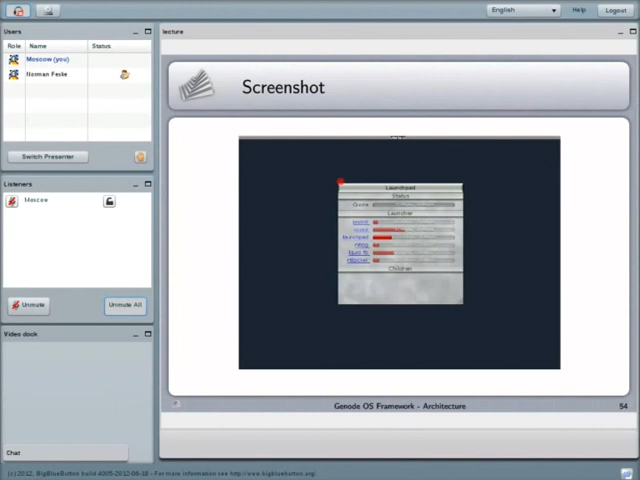 English
Help
Logout
Users
Role Name Status
Moscow (you)
Norman Feske
Switch Presenter
Listeners
Moscow
Unmute
Unmute All
Video dock
Chat
lecture
Screenshot
Launchpad
Status
Quota
Launcher
launchpad
Children
Genode OS Framework - Architecture
54
(c) 2012, BigBlueButton build 4005-2012-06-18 - For more information see http://www.bigbluebutton.org/